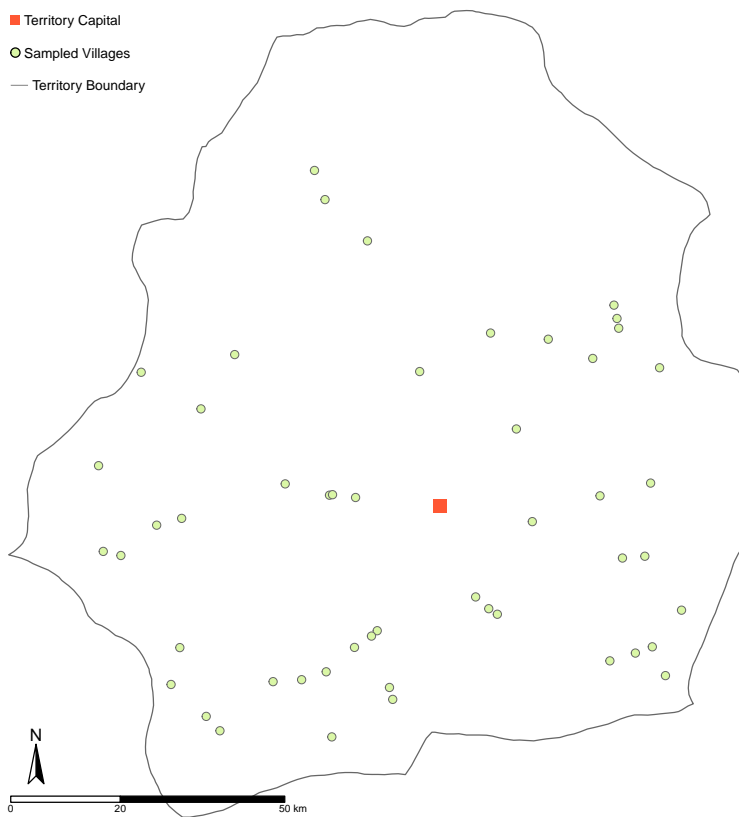 Territory Capital
Sampled Villages
Territory Boundary
N
0 20 50 km